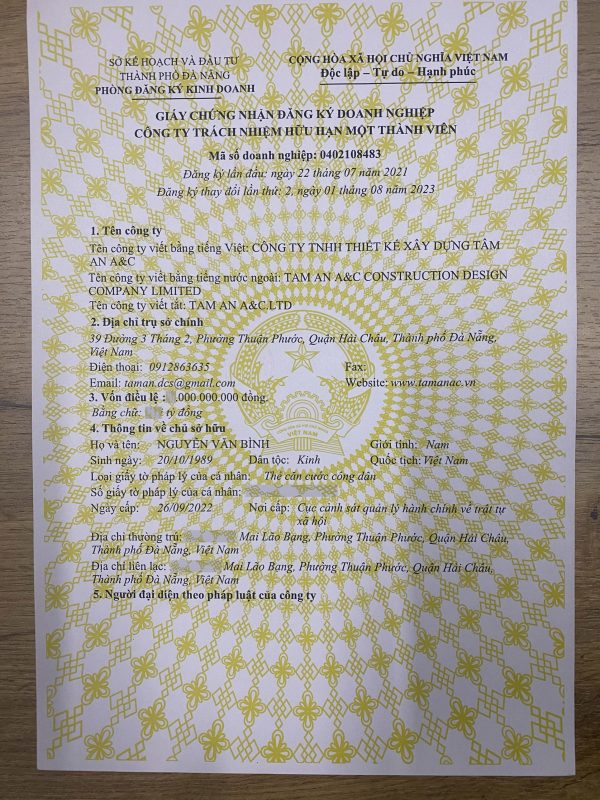 SỞ KẾ HOẠCH VÀ ĐẦU TƯ
THÀNH PHỐ ĐÀ NẴNG
PHÒNG ĐĂNG KÝ KINH DOANH
CỘNG HÒA XÃ HỘI CHỦ NGHĨA VIỆT NAM
Độc lập – Tự do – Hạnh phúc
GIẤY CHỨNG NHẬN ĐĂNG KÝ DOANH NGHIỆP
CÔNG TY TRÁCH NHIỆM HỮU HẠN MỘT THÀNH VIÊN
Mã số doanh nghiệp: 0402108483
Đăng ký lần đầu: ngày 22 tháng 07 năm 2021
Đăng ký thay đổi lần thứ: 2, ngày 01 tháng 08 năm 2023
1. Tên công ty
Tên công ty viết bằng tiếng Việt: CÔNG TY TNHH THIẾT KẾ XÂY DỰNG TÂM
AN A&C
Tên công ty viết bằng tiếng nước ngoài: TAM AN A&C CONSTRUCTION DESIGN
COMPANY LIMITED
Tên công ty viết tắt: TAM AN A&C.LTD
2. Địa chỉ trụ sở chính
39 Đường 3 Tháng 2, Phường Thuận Phước, Quận Hải Châu, Thành phố Đà Nẵng,
Việt Nam
Điện thoại: 0912863635 Fax:
Email: taman.dcs@gmail.com Website: www.tamanac.vn
3. Vốn điều lệ : .000.000.000 đồng.
Bằng chữ: tỷ đồng
4. Thông tin về chủ sở hữu
Họ và tên: NGUYỄN VĂN BÌNH Giới tính: Nam
Sinh ngày: 20/10/1989 Dân tộc: Kinh Quốc tịch: Việt Nam
Loại giấy tờ pháp lý của cá nhân: Thẻ căn cước công dân
Số giấy tờ pháp lý của cá nhân:
Ngày cấp: 26/09/2022 Nơi cấp: Cục cảnh sát quản lý hành chính về trật tự
xã hội
Địa chỉ thường trú: Mai Lão Bạng, Phường Thuận Phước, Quận Hải Châu,
Thành phố Đà Nẵng, Việt Nam
Địa chỉ liên lạc: Mai Lão Bạng, Phường Thuận Phước, Quận Hải Châu,
Thành phố Đà Nẵng, Việt Nam
5. Người đại diện theo pháp luật của công ty
VIỆT NAM